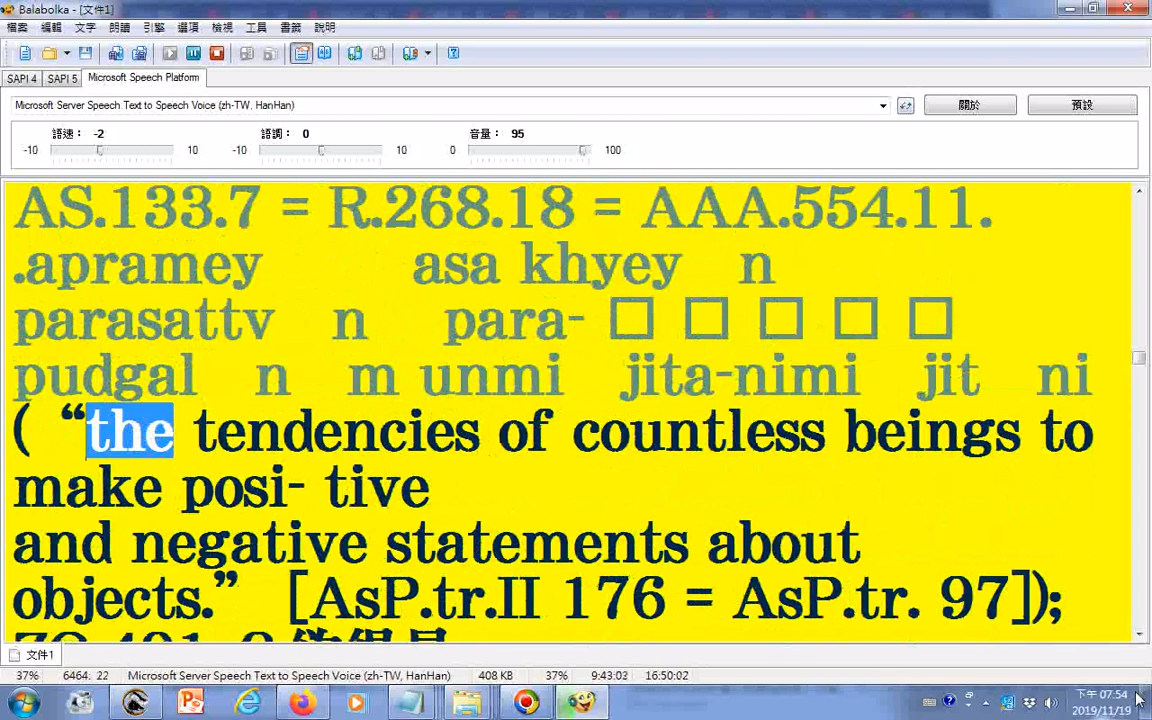 Balabolka - [文件1]
檔案 編輯 文字 朗讀 引擎 選項 檢視 工具 書籤 說明
SAPI 4 SAPI 5 Microsoft Speech Platform
Microsoft Server Speech Text to Speech Voice (zh-TW, HanHan) 關於 預設
語速： -2 語調： 0 音量： 95
-10 10 -10 10 0 100
AS.133.7 = R.268.18 = AAA.554.11.
.apramey asa khyey n
parasattv n para- □ □ □ □ □
pudgal n m unmi jita-nimi jit ni
( “the tendencies of countless beings to
make posi- tive
and negative statements about
objects.” [AsP.tr.II 176 = AsP.tr. 97]);
文件1
37% 6464: 22 Microsoft Server Speech Text to Speech Voice (zh-TW, HanHan) 408 KB 37% 9:43:02 16:50:02
下午 07:54
2019/11/19